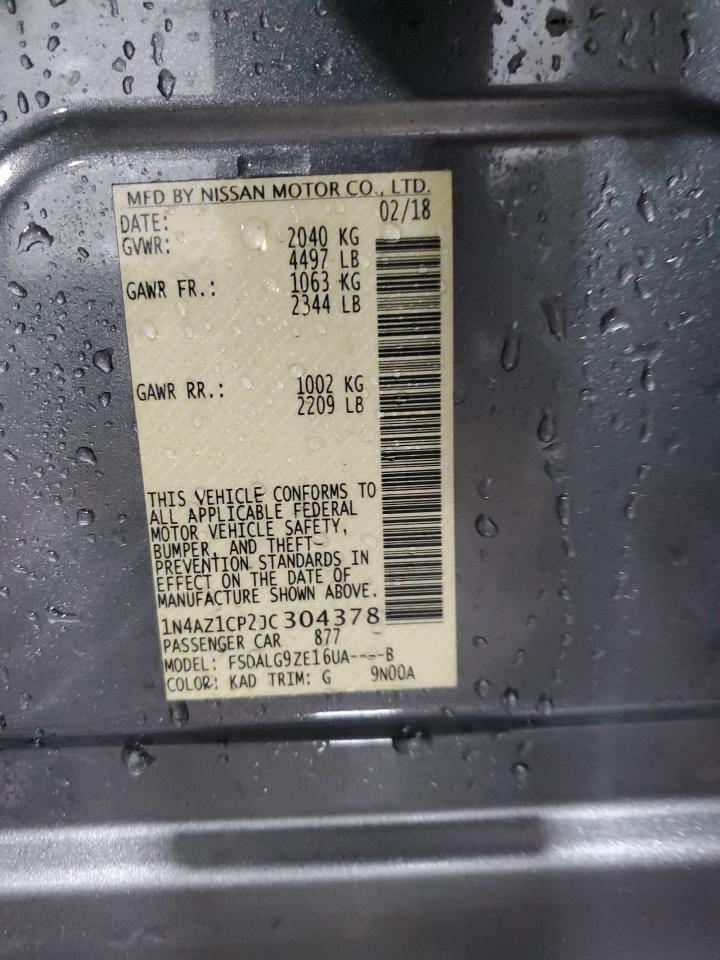 MFD BY NISSAN MOTOR CO., LTD.
DATE: 02/18
GVWR: 2040 KG
4497 LB
GAWR FR.: 1063 KG
2344 LB
GAWR RR.: 1002 KG
2209 LB
THIS VEHICLE CONFORMS TO
ALL APPLICABLE FEDERAL
MOTOR VEHICLE SAFETY,
BUMPER, AND THEFT
PREVENTION STANDARDS IN
EFFECT ON THE DATE OF
MANUFACTURE SHOWN ABOVE.
1N4AZ1CP2JC304378
PASSENGER CAR 877
MODEL: FSDALG9ZE16UA----B
COLOR: KAD TRIM: G 9N00A